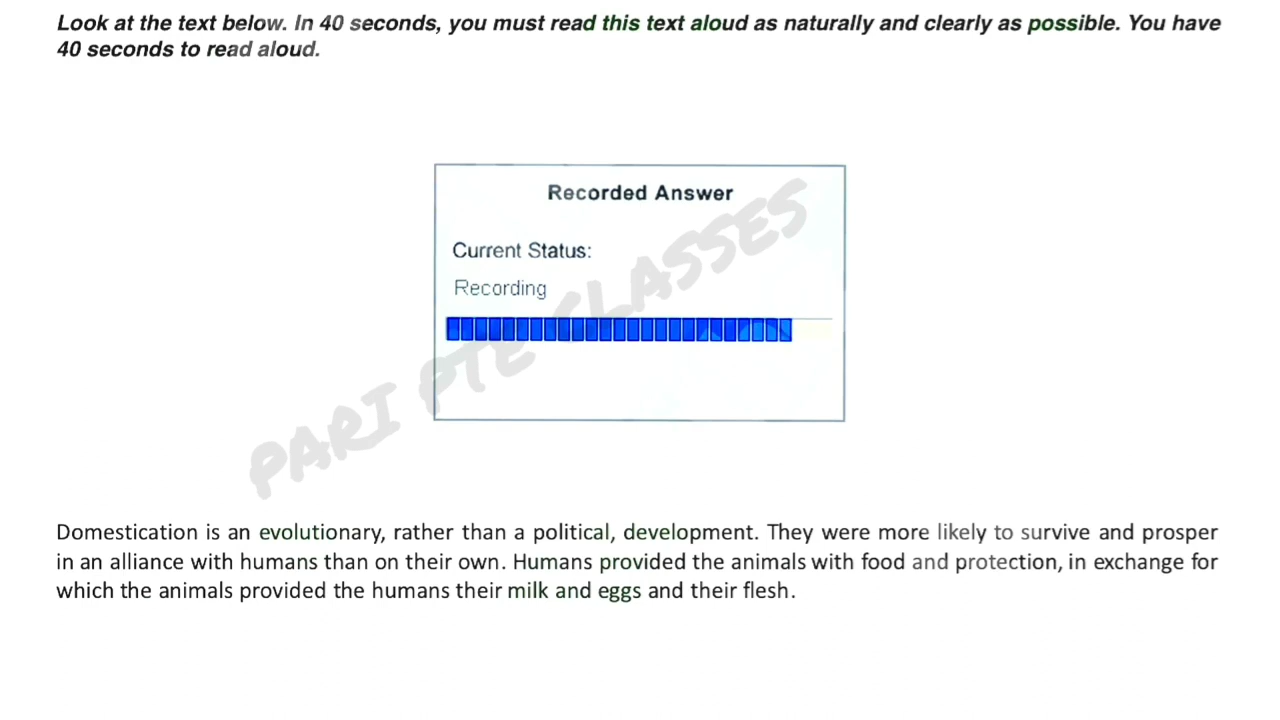 Look at the text below. In 40 seconds, you must read this text aloud as naturally and clearly as possible. You have
40 seconds to read aloud.
Recorded Answer
Current Status:
Recording
PARI PTE CLASSES
Domestication is an evolutionary, rather than a political, development. They were more likely to survive and prosper
in an alliance with humans than on their own. Humans provided the animals with food and protection, in exchange for
which the animals provided the humans their milk and eggs and their flesh.